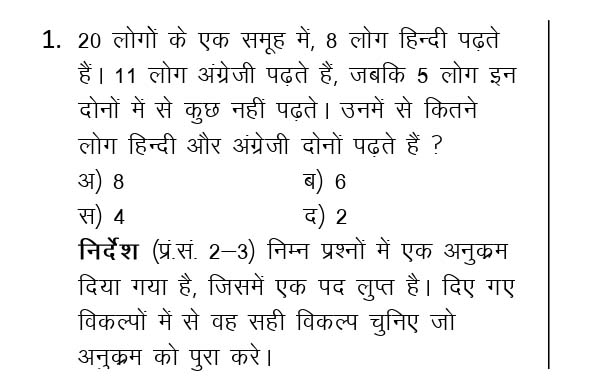 1. 20 लोगों के एक समूह में, 8 लोग हिन्दी पढ़ते
हैं। 11 लोग अंग्रेजी पढ़ते हैं, जबकि 5 लोग इन
दोनों में से कुछ नहीं पढ़ते। उनमें से कितने
लोग हिन्दी और अंग्रेजी दोनों पढ़ते हैं ?
अ) 8 ब) 6
स) 4 द) 2
निर्देश (प्रं.सं. 2–3) निम्न प्रश्नों में एक अनुक्रम
दिया गया है, जिसमें एक पद लुप्त है। दिए गए
विकल्पों में से वह सही विकल्प चुनिए जो
अनुक्रम को पुरा करे।